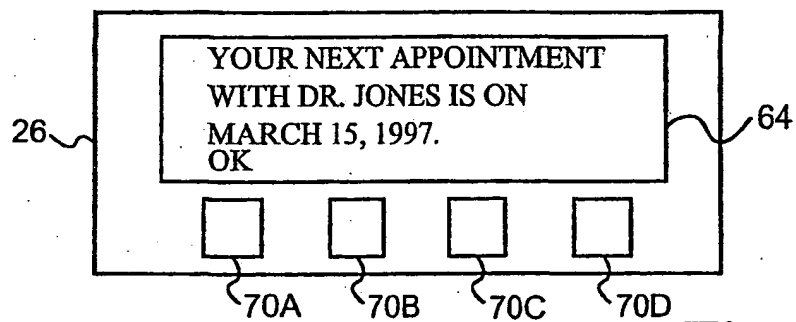 YOUR NEXT APPOINTMENT
WITH DR. JONES IS ON
MARCH 15, 1997.
OK
26
64
70A
70B
70C
70D